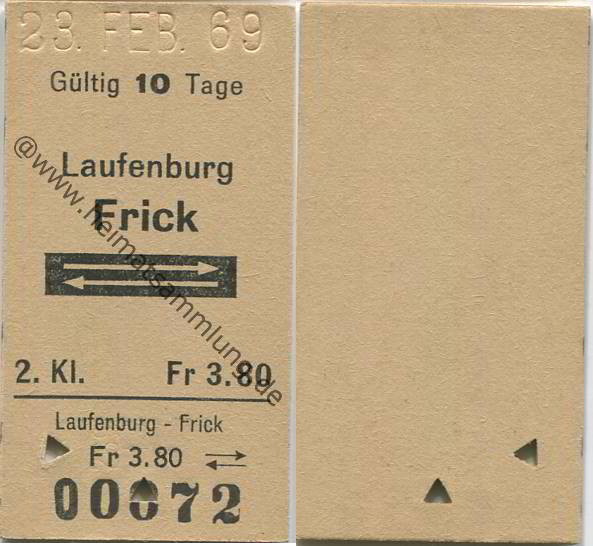 23. FEB. 69
Gültig 10 Tage
Laufenburg
Frick
2. Kl. Fr 3.80
Laufenburg - Frick
Fr 3.80
00072
@www.heimatsammlung.de